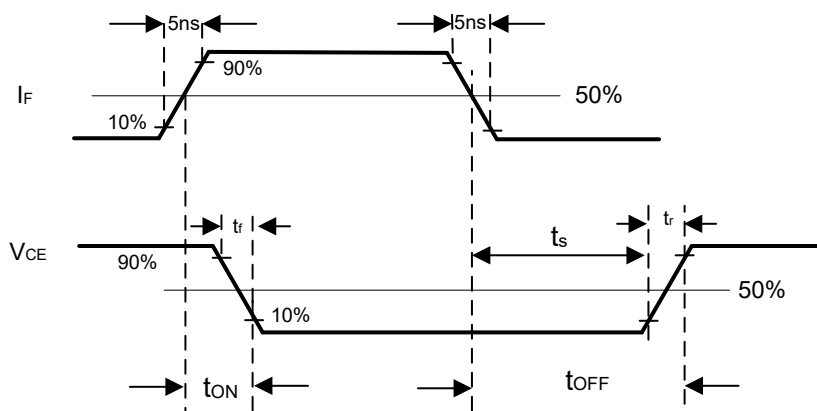 5ns 5ns
90%
IF 50%
10%
tf tr
VCE ts
90%
50%
10%
tON tOFF